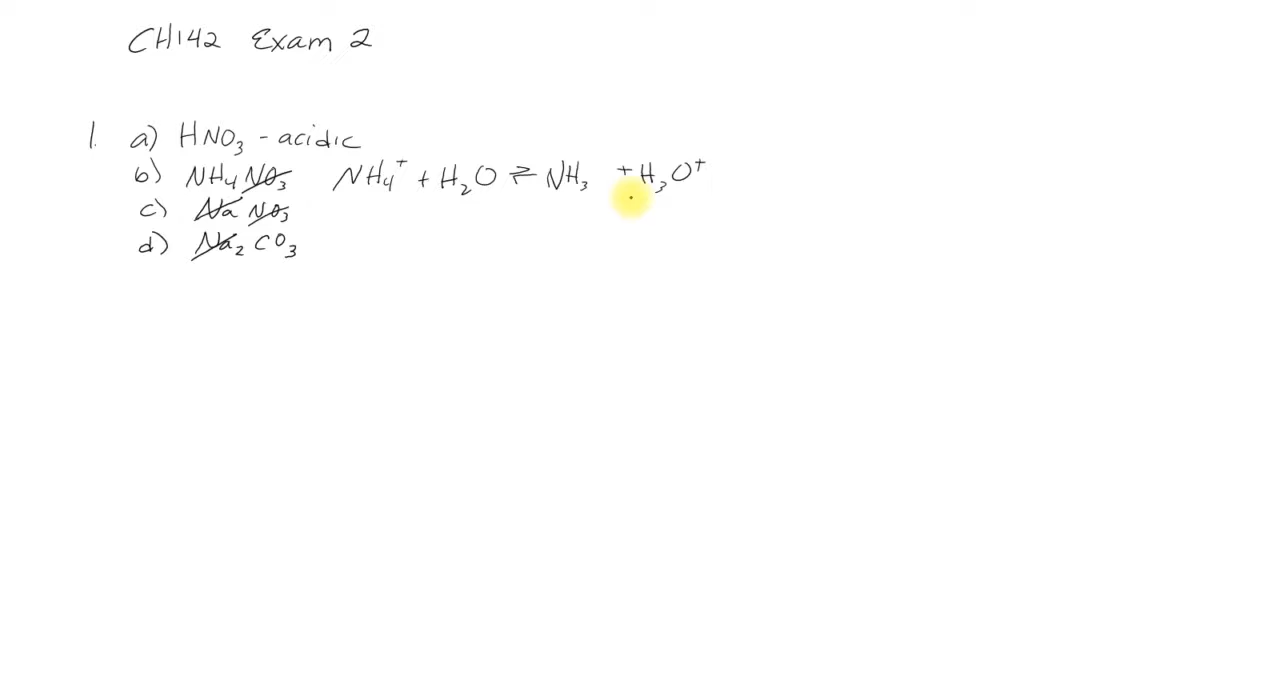 CH142 Exam 2
1. a) HNO₃ - acidic
b) NH₄NO₃ NH₄⁺ + H₂O ⇌ NH₃ + H₃O⁺
c) NaNO₃
d) Na₂CO₃